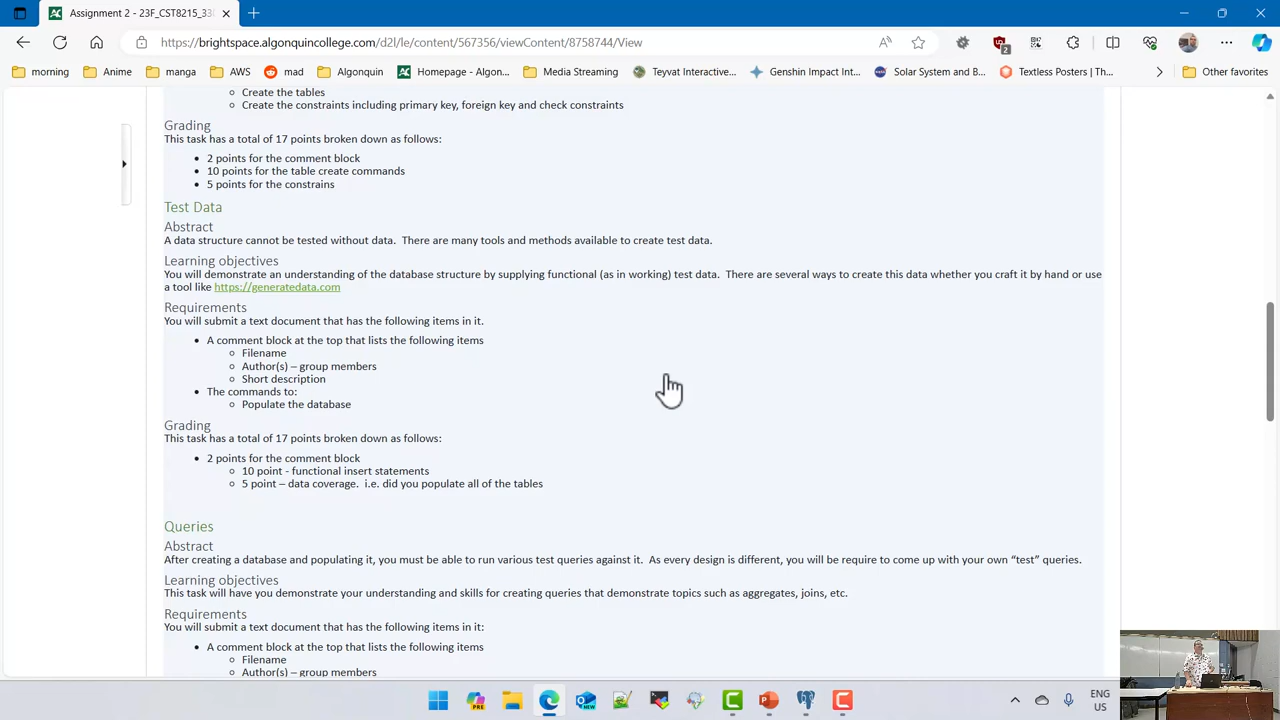 Assignment 2 - 23F_CST8215_33
https://brightspace.algonquincollege.com/d2l/le/content/567356/viewContent/8758744/View
2
morning
Anime
manga
AWS
mad
Algonquin
Homepage - Algon...
Media Streaming
Teyvat Interactive...
Genshin Impact Int...
Solar System and B...
Textless Posters | Th...
Other favorites
Create the tables
Create the constraints including primary key, foreign key and check constraints
Grading
This task has a total of 17 points broken down as follows:
2 points for the comment block
10 points for the table create commands
5 points for the constrains
Test Data
Abstract
A data structure cannot be tested without data. There are many tools and methods available to create test data.
Learning objectives
You will demonstrate an understanding of the database structure by supplying functional (as in working) test data. There are several ways to create this data whether you craft it by hand or use
a tool like https://generatedata.com
Requirements
You will submit a text document that has the following items in it.
A comment block at the top that lists the following items
Filename
Author(s) – group members
Short description
The commands to:
Populate the database
Grading
This task has a total of 17 points broken down as follows:
2 points for the comment block
10 point - functional insert statements
5 point – data coverage. i.e. did you populate all of the tables
Queries
Abstract
After creating a database and populating it, you must be able to run various test queries against it. As every design is different, you will be require to come up with your own “test” queries.
Learning objectives
This task will have you demonstrate your understanding and skills for creating queries that demonstrate topics such as aggregates, joins, etc.
Requirements
You will submit a text document that has the following items in it:
A comment block at the top that lists the following items
Filename
Author(s) – group members
ENG
US